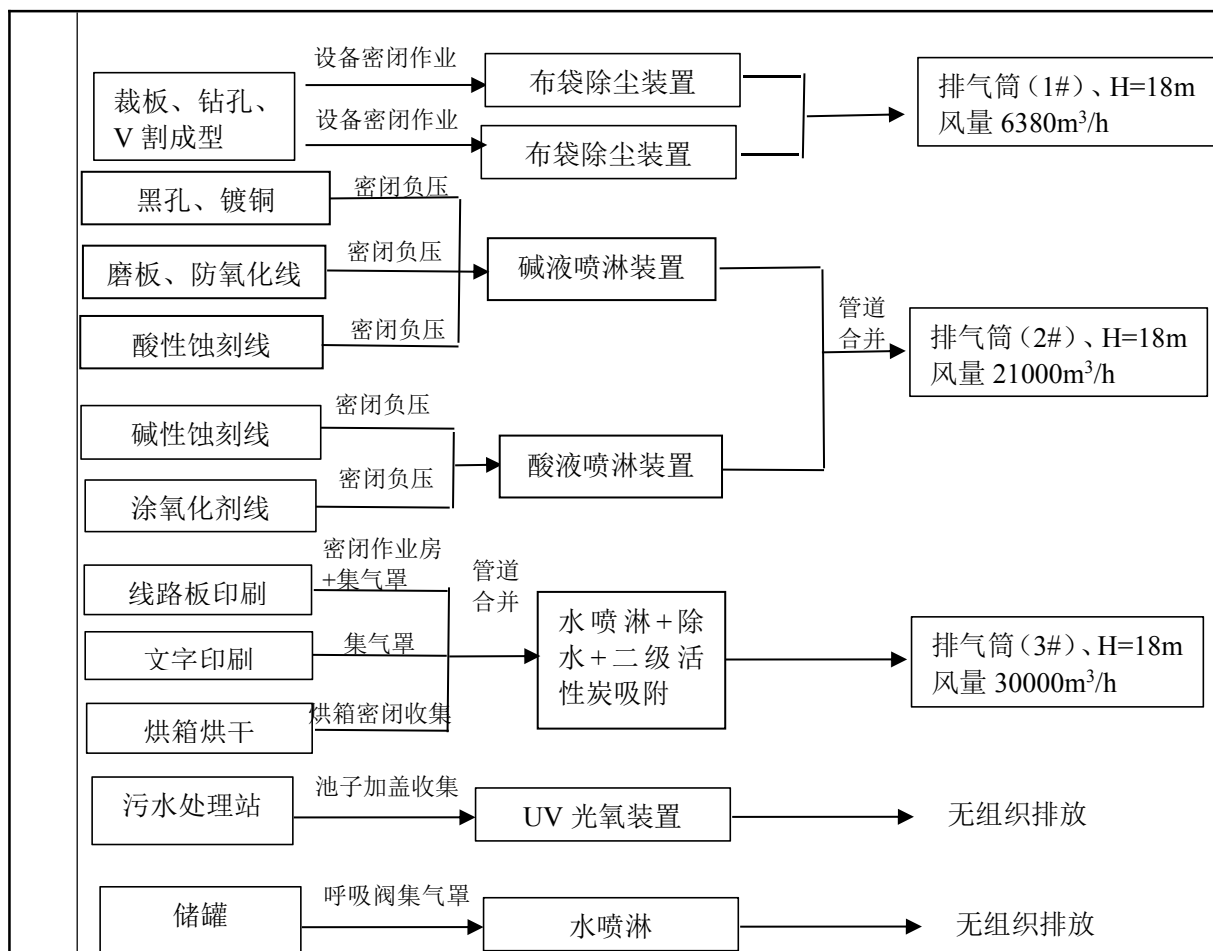 设备密闭作业
裁板、钻孔、
V 割成型
布袋除尘装置
设备密闭作业
布袋除尘装置
排气筒（1#）、H=18m
风量 6380m³/h
黑孔、镀铜
密闭负压
磨板、防氧化线
密闭负压
酸性蚀刻线
密闭负压
碱液喷淋装置
碱性蚀刻线
密闭负压
涂氧化剂线
密闭负压
酸液喷淋装置
管道
合并
排气筒（2#）、H=18m
风量 21000m³/h
线路板印刷
密闭作业房
+集气罩
文字印刷
集气罩
烘箱烘干
烘箱密闭收集
管道
合并
水喷淋+除
水+二级活
性炭吸附
排气筒（3#）、H=18m
风量 30000m³/h
污水处理站
池子加盖收集
UV 光氧装置
无组织排放
储罐
呼吸阀集气罩
水喷淋
无组织排放